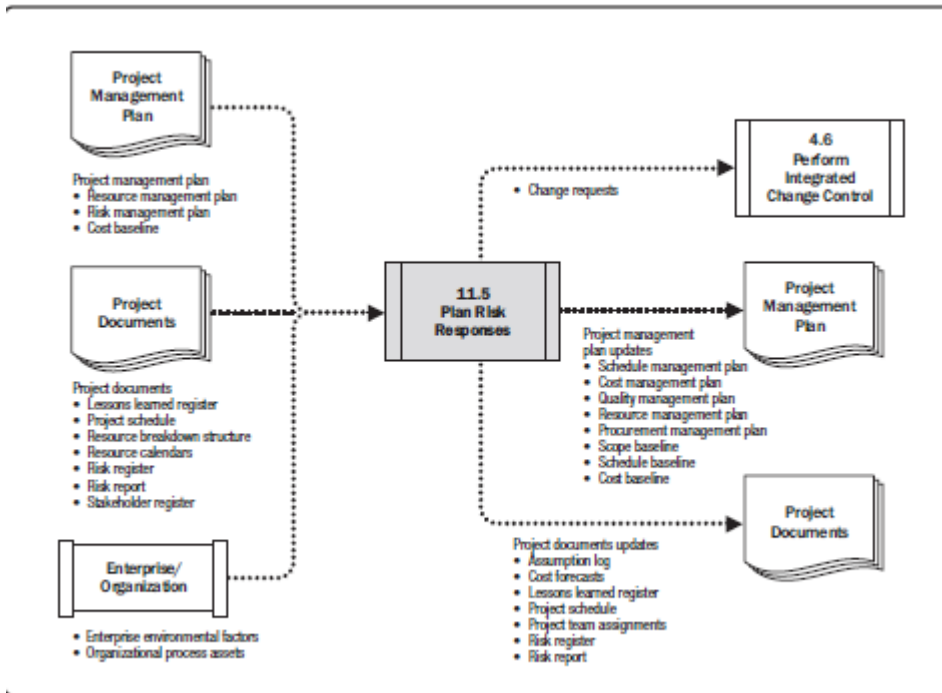 Project
Management
Plan
Project management plan
• Resource management plan
• Risk management plan
• Cost baseline
Project
Documents
Project documents
• Lessons learned register
• Project schedule
• Resource breakdown structure
• Resource calendars
• Risk register
• Risk report
• Stakeholder register
Enterprise/
Organization
• Enterprise environmental factors
• Organizational process assets
11.5
Plan Risk
Responses
• Change requests
4.6
Perform
Integrated
Change Control
Project
Management
Plan
Project management
plan updates
• Schedule management plan
• Cost management plan
• Quality management plan
• Resource management plan
• Procurement management plan
• Scope baseline
• Schedule baseline
• Cost baseline
Project
Documents
Project documents updates
• Assumption log
• Cost forecasts
• Lessons learned register
• Project schedule
• Project team assignments
• Risk register
• Risk report